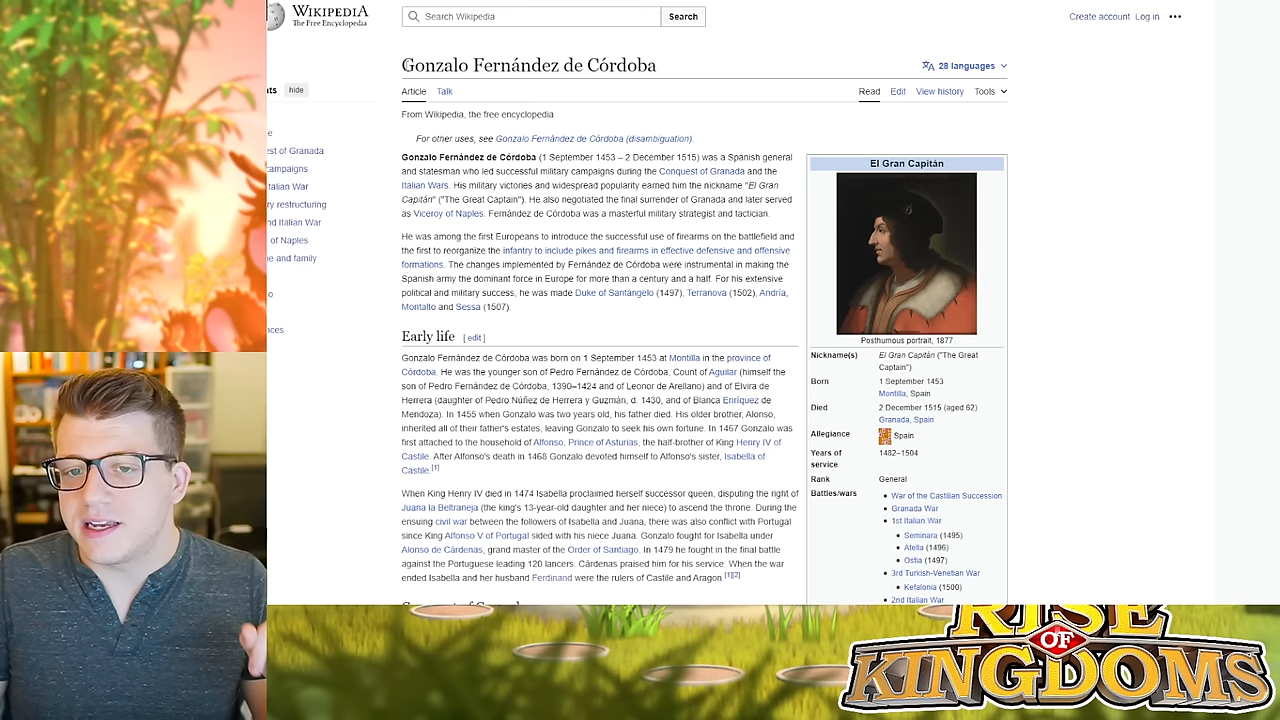 WIKIPEDIA
The Free Encyclopedia
Search Wikipedia
Search
Create account Log in
Gonzalo Fernández de Córdoba
28 languages
Article Talk
Read Edit View history Tools
From Wikipedia, the free encyclopedia
For other uses, see Gonzalo Fernández de Córdoba (disambiguation).
Gonzalo Fernández de Córdoba (1 September 1453 – 2 December 1515) was a Spanish general
and statesman who led successful military campaigns during the Conquest of Granada and the
Italian Wars. His military victories and widespread popularity earned him the nickname "El Gran
Capitán" ("The Great Captain"). He also negotiated the final surrender of Granada and later served
as Viceroy of Naples. Fernández de Córdoba was a masterful military strategist and tactician.
He was among the first Europeans to introduce the successful use of firearms on the battlefield and
the first to reorganize the infantry to include pikes and firearms in effective defensive and offensive
formations. The changes implemented by Fernández de Córdoba were instrumental in making the
Spanish army the dominant force in Europe for more than a century and a half. For his extensive
political and military success, he was made Duke of Santángelo (1497), Terranova (1502), Andría,
Montalto and Sessa (1507).
Early life [ edit ]
Gonzalo Fernández de Córdoba was born on 1 September 1453 at Montilla in the province of
Córdoba. He was the younger son of Pedro Fernández de Córdoba, Count of Aguilar (himself the
son of Pedro Fernández de Córdoba, 1390–1424 and of Leonor de Arellano) and of Elvira de
Herrera (daughter of Pedro Núñez de Herrera y Guzmán, d. 1430, and of Blanca Enríquez de
Mendoza). In 1455 when Gonzalo was two years old, his father died. His older brother, Alonso,
inherited all of their father's estates, leaving Gonzalo to seek his own fortune. In 1467 Gonzalo was
first attached to the household of Alfonso, Prince of Asturias, the half-brother of King Henry IV of
Castile. After Alfonso's death in 1468 Gonzalo devoted himself to Alfonso's sister, Isabella of
Castile.[1]
When King Henry IV died in 1474 Isabella proclaimed herself successor queen, disputing the right of
Juana la Beltraneja (the king's 13-year-old daughter and her niece) to ascend the throne. During the
ensuing civil war between the followers of Isabella and Juana, there was also conflict with Portugal
since King Alfonso V of Portugal sided with his niece Juana. Gonzalo fought for Isabella under
Alonso de Cárdenas, grand master of the Order of Santiago. In 1479 he fought in the final battle
against the Portuguese leading 120 lancers. Cárdenas praised him for his service. When the war
ended Isabella and her husband Ferdinand were the rulers of Castile and Aragon.[1][2]
El Gran Capitán
Posthumous portrait, 1877
Nickname(s) El Gran Capitán ("The Great
Captain")
Born 1 September 1453
Montilla, Spain
Died 2 December 1515 (aged 62)
Granada, Spain
Allegiance Spain
Years of 1482–1504
service
Rank General
Battles/wars
War of the Castilian Succession
Granada War
1st Italian War
Seminara (1495)
Atella (1496)
Ostia (1497)
3rd Turkish-Venetian War
Kefalonia (1500)
2nd Italian War
nts hide
e
est of Granada
ampaigns
talian War
ry restructuring
nd Italian War
of Naples
e and family
o
nces
RISE
OF
KINGDOMS